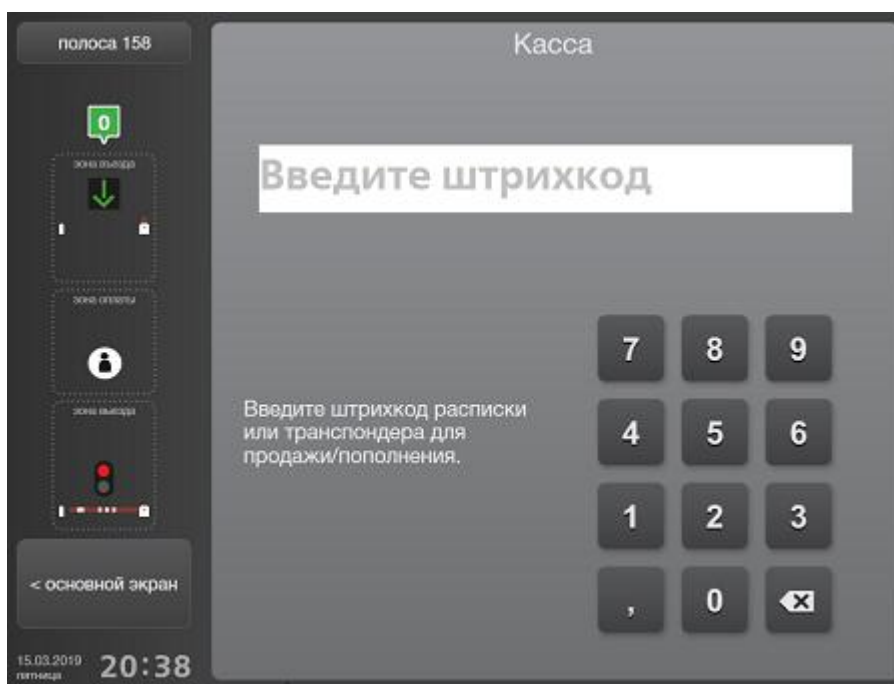 полоса 158
0
зона въезда
зона оплаты
зона выезда
< основной экран
15.03.2019
пятница
20:38
Касса
Введите штрихкод
Введите штрихкод расписки
или транспондера для
продажи/пополнения.
7 8 9
4 5 6
1 2 3
, 0